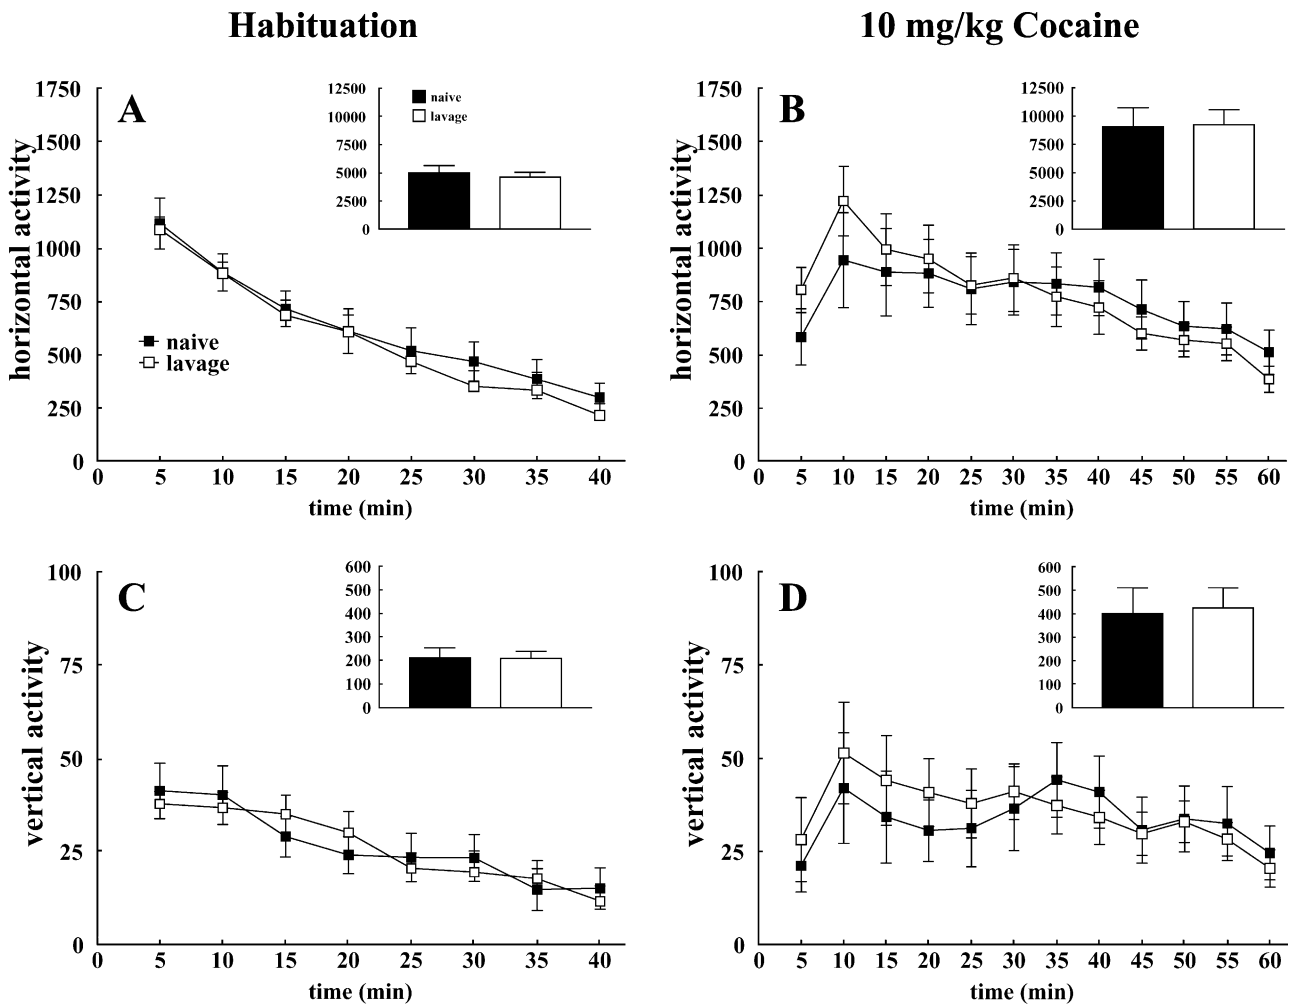 Habituation
10 mg/kg Cocaine
A
horizontal activity
1750
1500
1250
1000
750
500
250
0
12500
10000
7500
5000
2500
0
naive
lavage
naive
lavage
0 5 10 15 20 25 30 35 40
time (min)
B
horizontal activity
1750
1500
1250
1000
750
500
250
0
12500
10000
7500
5000
2500
0
0 5 10 15 20 25 30 35 40 45 50 55 60
time (min)
C
vertical activity
100
75
50
25
0
600
500
400
300
200
100
0
0 5 10 15 20 25 30 35 40
time (min)
D
vertical activity
100
75
50
25
0
600
500
400
300
200
100
0
0 5 10 15 20 25 30 35 40 45 50 55 60
time (min)